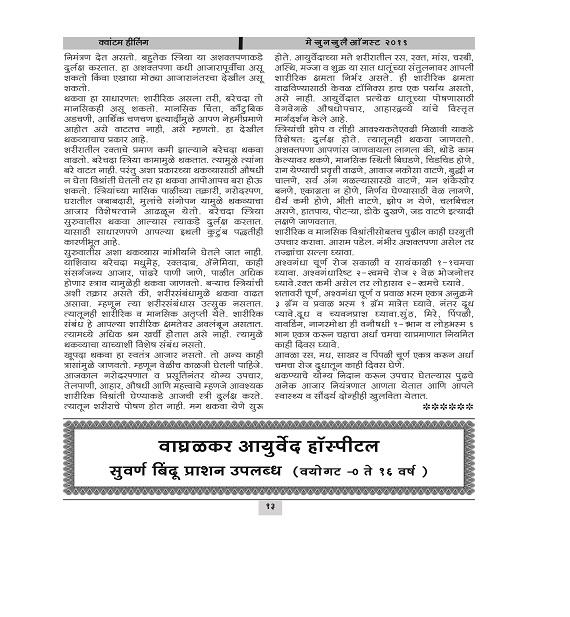 क्वांटम हीलिंग
मे जुनजुलै ऑगस्ट २०१९
निमंत्रण देत असतो. बहुतेक स्त्रिया या अशक्तपणाकडे
दुर्लक्ष करतात. हा अशक्तपणा कधी आजारापूर्वीचा असू
शकतो किंवा एखाद्या मोठ्या आजारानंतरचा देखील असू
शकतो.
थकवा हा साधारणत: शारीरिक असला तरी, बरेचदा तो
मानसिकही असू शकतो. मानसिक चिंता, कौटुंबिक
अडचणी, आर्थिक चणचण इत्यादींमुळे आपण नेहमीप्रमाणे
आहोत असे वाटतच नाही, असे म्हणतो. हा देखील
थकव्याचाच प्रकार आहे.
शरीरातील रक्ताचे प्रमाण कमी झाल्याने बरेचदा थकवा
वाढतो. बरेचदा स्त्रिया कामामुळे थकतात. त्यामुळे त्यांना
बरे वाटत नाही. परंतु अशा प्रकारच्या थकव्यासाठी औषधी
न घेता विश्रांती घेतली तर हा थकवा आपोआपच बरा होऊ
शकतो. स्त्रियांच्या मासिक पाळीच्या तक्रारी, गरोदरपण,
घरातील जबाबदारी, मुलांचे संगोपन यामुळे थकव्याचा
आजार विशेषत्वाने आढळून येतो. बरेचदा स्त्रिया
सुरुवातीस थकवा आल्यास त्याकडे दुर्लक्ष करतात.
यासाठी साधारणपणे आपल्या इथली कुटुंब पद्धतीही
कारणीभूत आहे.
सुरुवातीस अशा थकव्यास गांभीर्याने घेतले जात नाही.
याशिवाय बरेचदा मधुमेह, रक्तदाब, ॲनेमिया, काही
संसर्गजन्य आजार, पांढरे पाणी जाणे, पाळीत अधिक
होणार स्त्राव यामुळेही थकवा जाणवतो. बऱ्याच स्त्रियांची
अशी तक्रार असते की, शरीरसंबंधामुळे थकवा वाढत
असावा. म्हणून त्या शरीरसंबंधास उत्सुक नसतात.
त्यातूनही शारीरिक व मानसिक अतृप्ती येते. शारीरिक
संबंध हे आपल्या शारीरिक क्षमतेवर अवलंबून असतात.
त्यामध्ये अधिक श्रम खर्ची होतात असे नाही. त्यामुळे
थकव्याचा याच्याशी विशेष संबंध नसतो.
खूपदा थकवा हा स्वतंत्र आजार नसतो. तो अन्य काही
त्रासांमुळे जाणवतो. म्हणून वेळीच काळजी घेतली पाहिजे.
आजकाल गरोदरपणात व प्रसूतिनंतर योग्य उपचार,
तेलपाणी, आहार, औषधी आणि महत्त्वाचे म्हणजे आवश्यक
शारीरिक विश्रांती घेण्याकडे आजची स्त्री दुर्लक्ष करते.
त्यातून शरीराचे पोषण होत नाही. मग थकवा येणे सुरू
होते. आयुर्वेदाच्या मते शरीरातील रस, रक्त, मांस, चरबी,
अस्थि, मज्जा व शुक्र या सात धातूंच्या संतुलनावर आपली
शारीरिक क्षमता निर्भर असते. ही शारीरिक क्षमता
वाढविण्यासाठी केवळ टॉनिक्स हाच एक पर्याय असतो,
असे नाही. आयुर्वेदात प्रत्येक धातूच्या पोषणासाठी
वेगवेगळे औषधोपचार, आहारद्रव्ये यांचे विस्तृत
मार्गदर्शन केले आहे.
स्त्रियांची झोप व तीही आवश्यकतेएवढी मिळावी याकडे
विशेषत: दुर्लक्ष होते. त्यातूनही थकवा जाणवतो.
अशक्तपणा आपणांस जाणवायला लागला की, थोडे काम
केल्यावर थकणे, मानसिक स्थिती बिघडणे, चिडचिड होणे,
राग येण्याची प्रवृत्ती वाढणे, आवाज नकोसा वाटणे, बुद्धी न
चालणे, सर्व अंग गळल्यासारखे वाटणे, मन शंकेखोर
बनणे, एकाग्रता न होणे, निर्णय घेण्यासाठी वेळ लागणे,
धैर्य कमी होणे, भीती वाटणे, झोप न येणे, चलबिचल
असणे, हातपाय, पोटऱ्या, डोके दुखणे, जड वाटणे इत्यादी
लक्षणे जाणवतात.
शारीरिक व मानसिक विश्रांतीसोबतच पुढील काही घरगुती
उपचार करावा. आराम पडेल. गंभीर अशक्तपणा असेल तर
तज्ज्ञांचा सल्ला घ्यावा.
अश्वगंधा चूर्ण रोज सकाळी व सायंकाळी १-१चमचा
घ्यावा. अश्वगंधारिष्ट २-२चमचे रोज २ वेळ भोजनोत्तर
घ्यावे.रक्त कमी असेल तर लोहासव २-२चमचे घ्यावे.
शतावरी चूर्ण, अश्वगंधा चूर्ण व प्रवाळ भस्म एकत्र अनुक्रमे
३ ग्रॅम व प्रवाळ भस्म १ ग्रॅम मात्रेत घ्यावे. नंतर दूध
प्यावे.दूध व च्यवनप्राश घ्यावा.सुंठ, मिरे, पिंपळी,
वावडिंग, नागरमोथा ही वनौषधी १-१भाग व लोहभस्म ६
भाग एकत्र करून चहाचा अर्धा चमचा याप्रमाणात नियमित
काही दिवस घ्यावे.
आवळा रस, मध, साखर व पिंपळी चूर्ण एकत्र करून अर्धा
चमचा रोज दुधातून काही दिवस घेणे.
थकण्याचे योग्य निदान करून उपचार घेतल्यास पुढचे
अनेक आजार नियंत्रणात आणता येतात आणि आपले
स्वास्थ्य व सौंदर्य दोन्हीही खुलविता येतात.
******
वाघ्रळकर आयुर्वेद हॉस्पीटल
सुवर्ण बिंदू प्राशन उपलब्ध (वयोगट -० ते १६ वर्ष )
१३